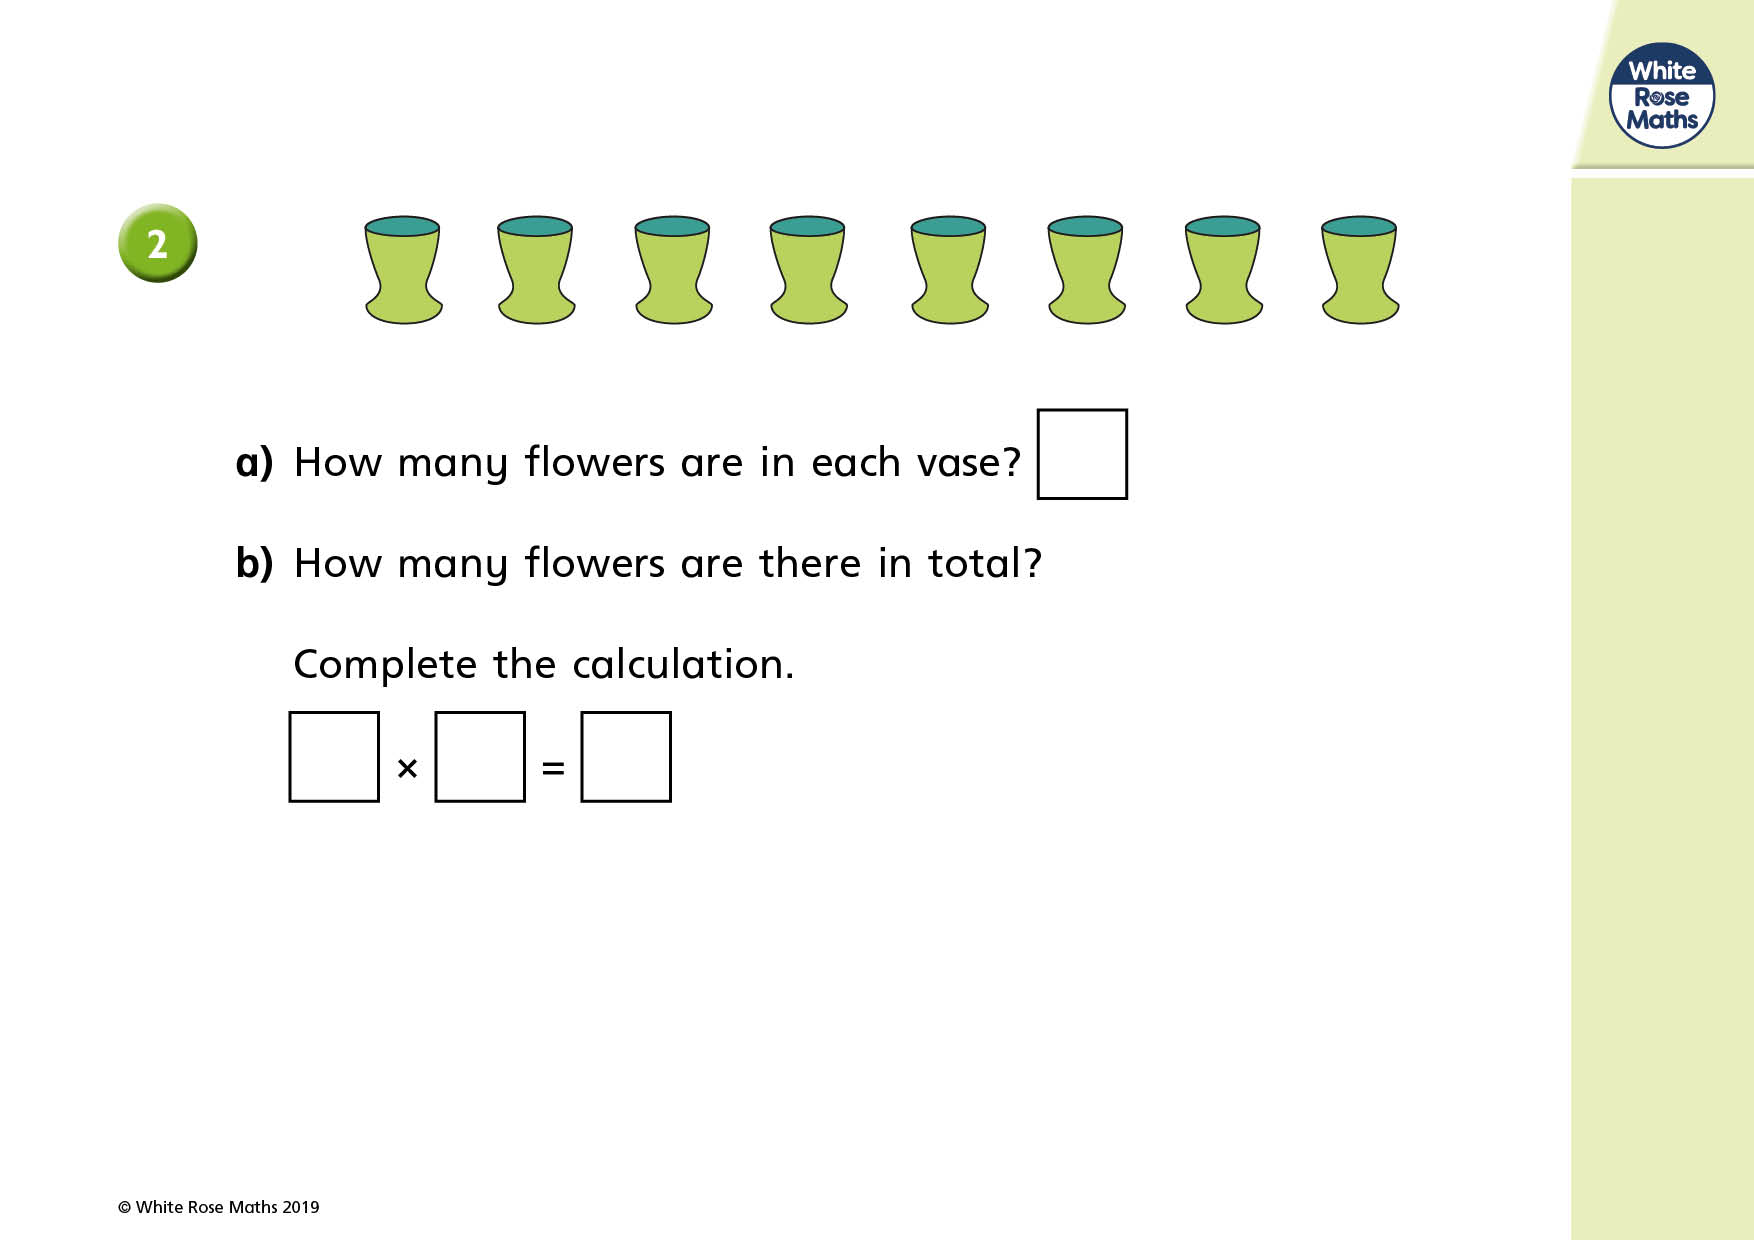 White
Rose
Maths
2
a) How many flowers are in each vase?
b) How many flowers are there in total?
Complete the calculation.
× =
© White Rose Maths 2019